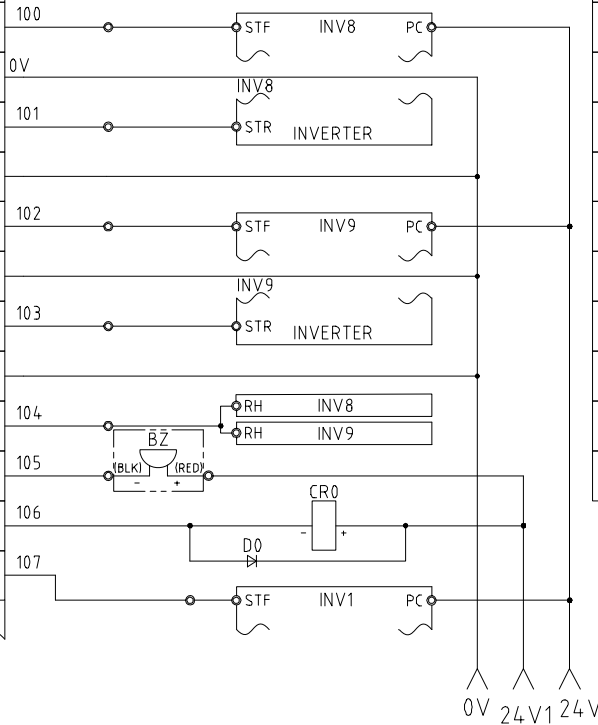 100 STF INV8 PC
0V
INV8
101 STR INVERTER
102 STF INV9 PC
INV9
103 STR INVERTER
104 RH INV8
RH INV9
BZ
105 (BLK) (RED)
- +
CR0
106
- +
D0
107
STF INV1 PC
0V 24V1 24V